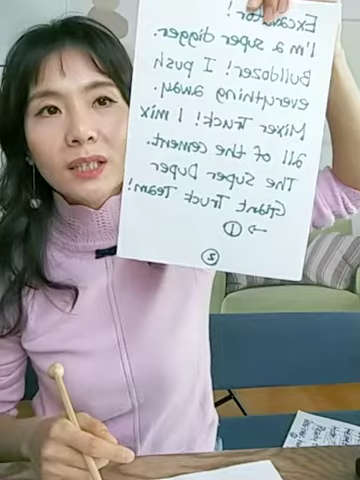 Excavator!
I'm a super digger.
Bulldozer! I push
everything away.
Mixer Truck! I mix
all of the cement.
The Super Duper
Giant Truck Team!
→ ①
②